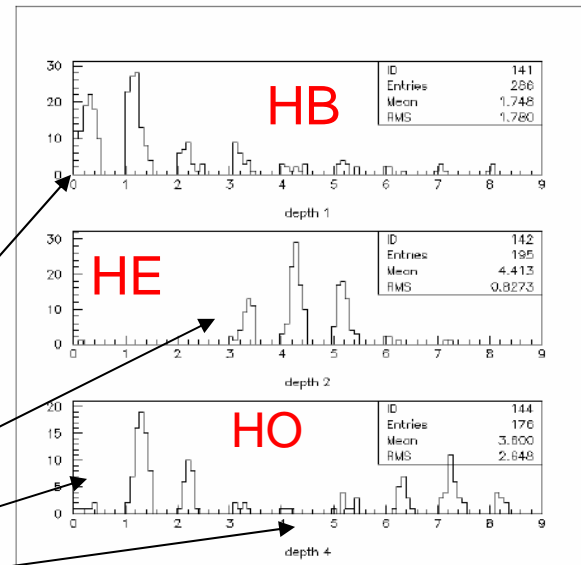 30
20
10
0
HB
ID 141
Entries 286
Mean 1.748
RMS 1.780
0 1 2 3 4 5 6 7 8 9
depth 1
30
20
10
0
HE
ID 142
Entries 195
Mean 4.413
RMS 0.8273
0 1 2 3 4 5 6 7 8 9
depth 2
20
15
10
5
0
HO
ID 144
Entries 176
Mean 3.800
RMS 2.648
0 1 2 3 4 5 6 7 8 9
depth 4